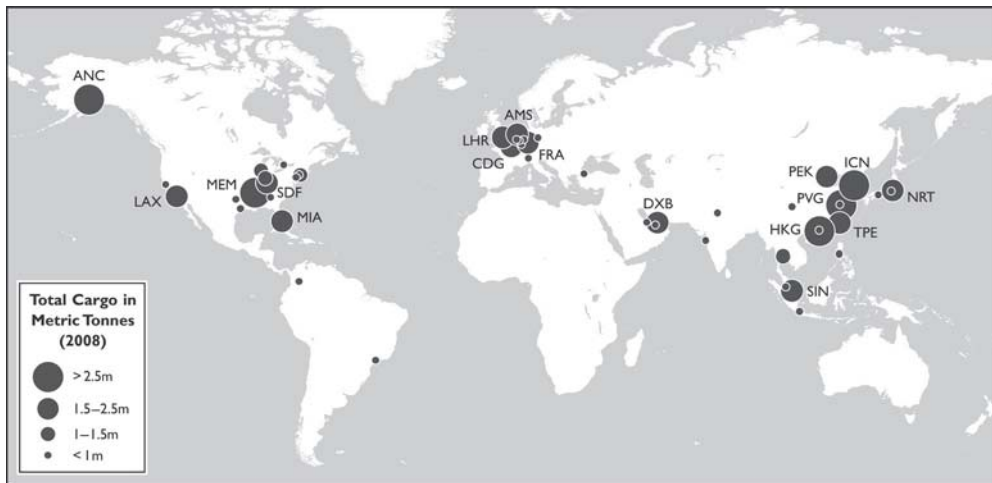 ANC
AMS
LHR
CDG
FRA
ICN
PEK
MEM
SDF
LAX
PVG
NRT
MIA
DXB
HKG
TPE
SIN
Total Cargo in
Metric Tonnes
(2008)
> 2.5m
1.5–2.5m
1–1.5m
< 1m